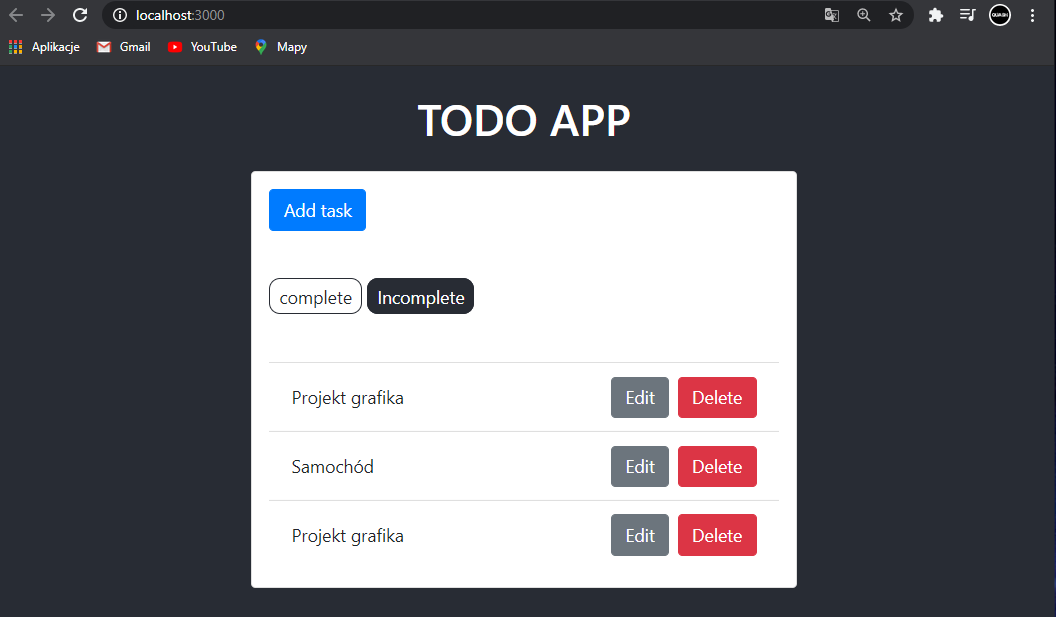 localhost:3000
Aplikacje Gmail YouTube Mapy
TODO APP
Add task
complete Incomplete
Projekt grafika Edit Delete
Samochód Edit Delete
Projekt grafika Edit Delete